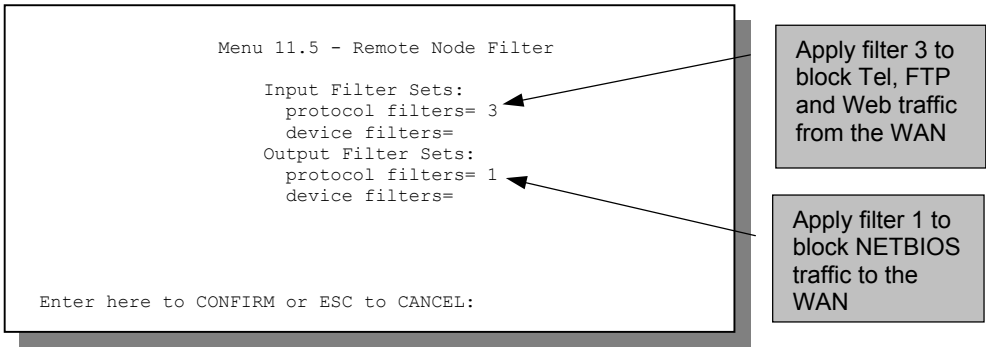 Menu 11.5 - Remote Node Filter
Input Filter Sets:
protocol filters= 3
device filters=
Output Filter Sets:
protocol filters= 1
device filters=
Enter here to CONFIRM or ESC to CANCEL:
Apply filter 3 to
block Tel, FTP
and Web traffic
from the WAN
Apply filter 1 to
block NETBIOS
traffic to the
WAN